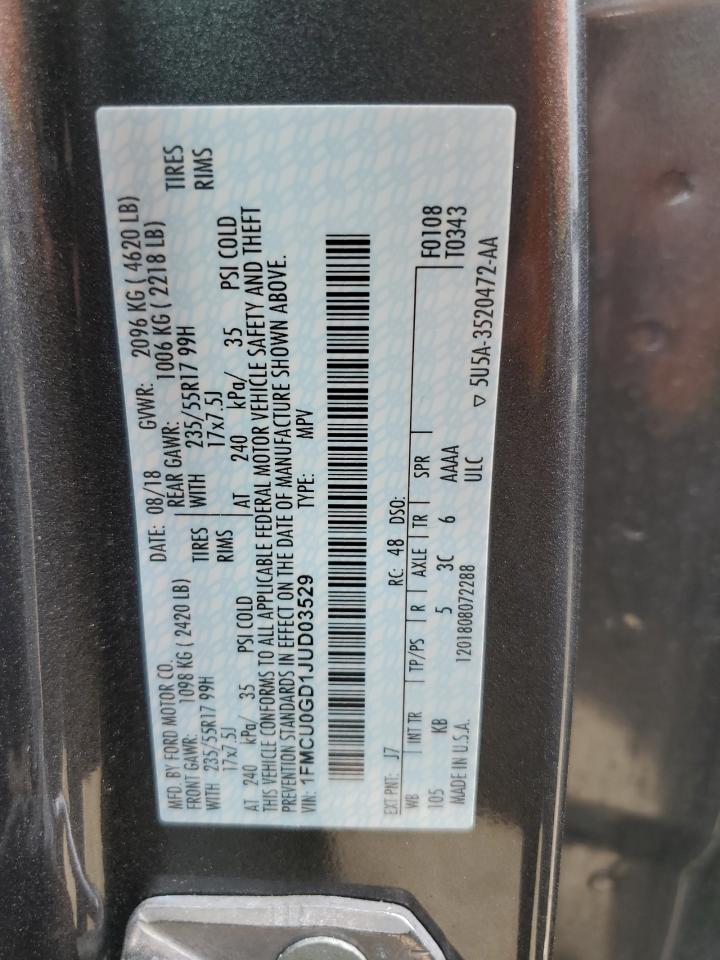 MFD. BY FORD MOTOR CO. DATE: 08/18 GVWR: 2096 KG ( 4620 LB)
FRONT GAWR: 1098 KG ( 2420 LB) REAR GAWR: 1006 KG ( 2218 LB)
WITH 235/55R17 99H TIRES WITH 235/55R17 99H TIRES
17x7.5J RIMS 17x7.5J RIMS
AT 240 kPa/ 35 PSI COLD AT 240 kPa/ 35 PSI COLD
THIS VEHICLE CONFORMS TO ALL APPLICABLE FEDERAL MOTOR VEHICLE SAFETY AND THEFT
PREVENTION STANDARDS IN EFFECT ON THE DATE OF MANUFACTURE SHOWN ABOVE.
VIN: 1FMCU0GD1JUD03529 TYPE: MPV
EXT PNT: J7 RC: 48 DSO: F0108
WB INT TR TP/PS R AXLE TR SPR T0343
105 KB 5 3C 6 AAAA
ULC
MADE IN U.S.A. 1201808072288 ▽ 5U5A-3520472-AA